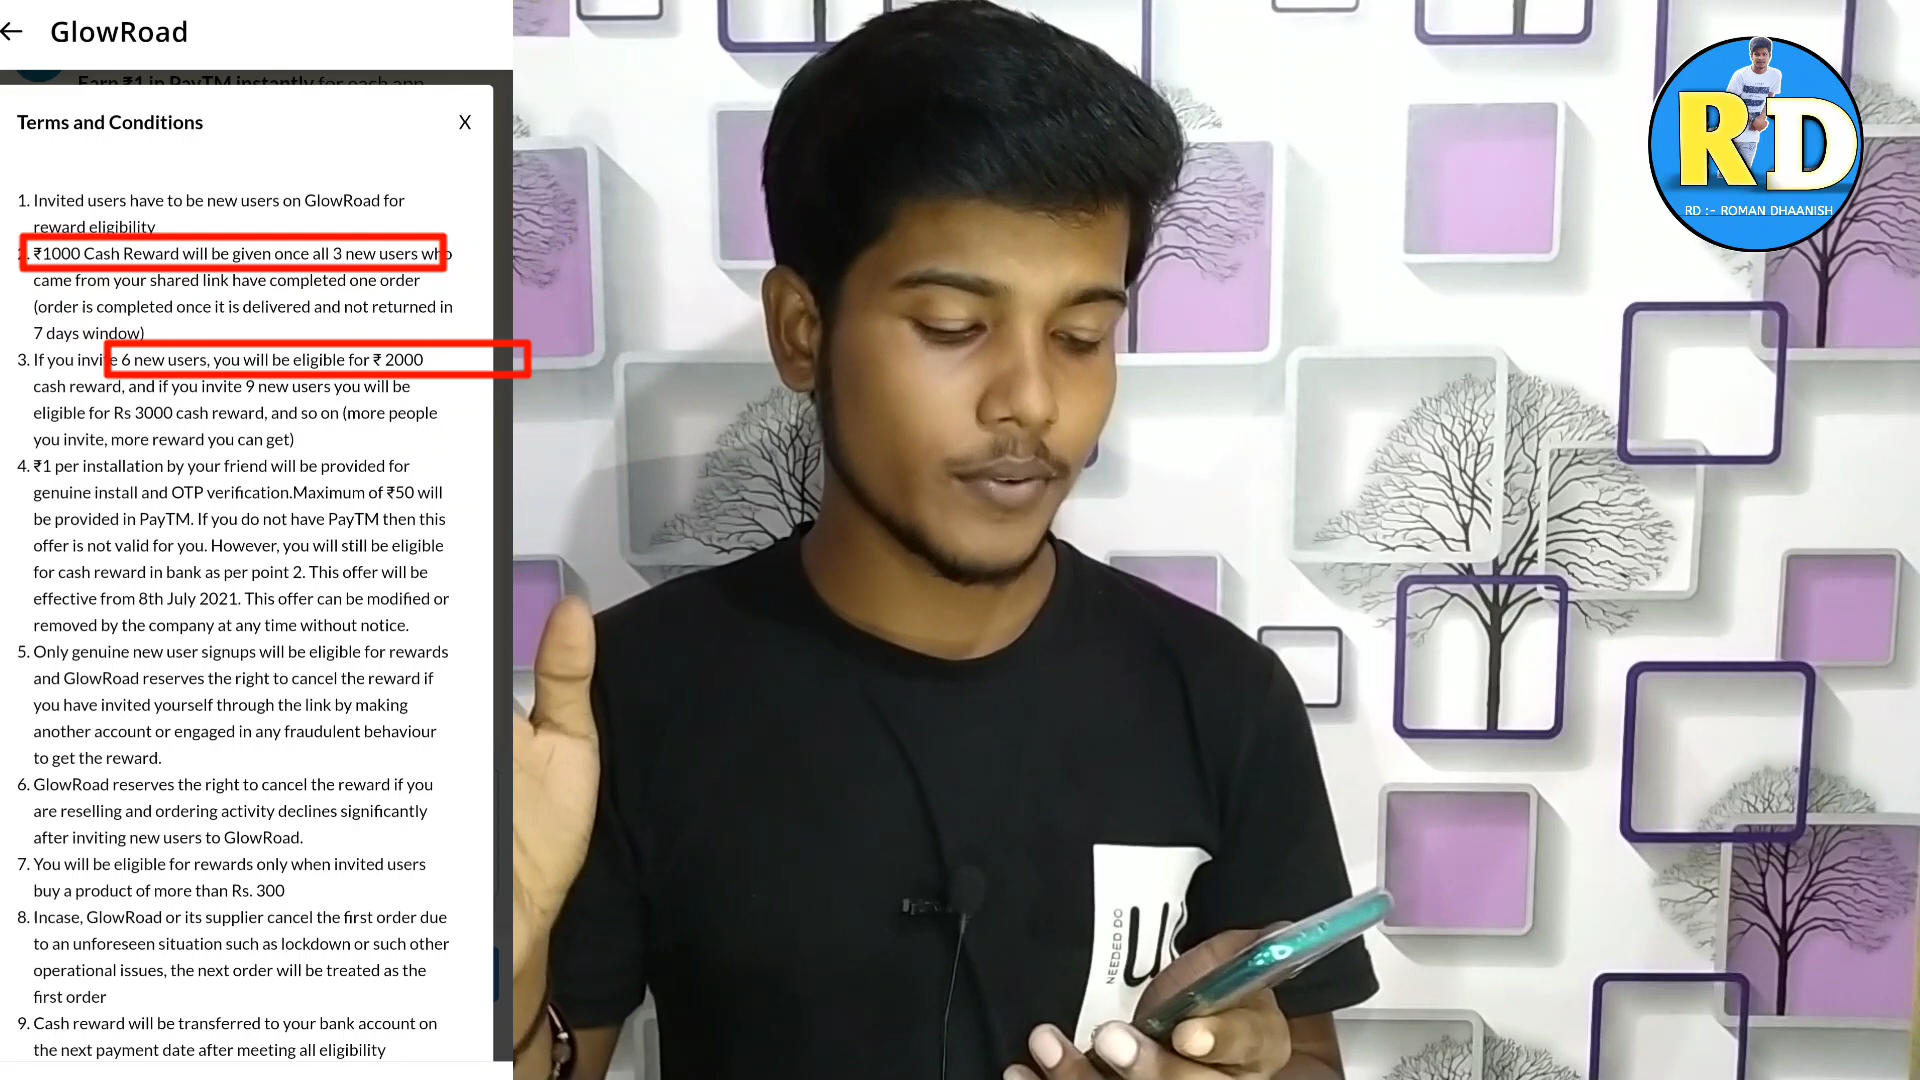 GlowRoad
Earn ₹1 in PayTM instantly for each app
Terms and Conditions
X
1. Invited users have to be new users on GlowRoad for
reward eligibility
2. ₹1000 Cash Reward will be given once all 3 new users who
came from your shared link have completed one order
(order is completed once it is delivered and not returned in
7 days window)
3. If you invite 6 new users, you will be eligible for ₹ 2000
cash reward, and if you invite 9 new users you will be
eligible for Rs 3000 cash reward, and so on (more people
you invite, more reward you can get)
4. ₹1 per installation by your friend will be provided for
genuine install and OTP verification.Maximum of ₹50 will
be provided in PayTM. If you do not have PayTM then this
offer is not valid for you. However, you will still be eligible
for cash reward in bank as per point 2. This offer will be
effective from 8th July 2021. This offer can be modified or
removed by the company at any time without notice.
5. Only genuine new user signups will be eligible for rewards
and GlowRoad reserves the right to cancel the reward if
you have invited yourself through the link by making
another account or engaged in any fraudulent behaviour
to get the reward.
6. GlowRoad reserves the right to cancel the reward if you
are reselling and ordering activity declines significantly
after inviting new users to GlowRoad.
7. You will be eligible for rewards only when invited users
buy a product of more than Rs. 300
8. Incase, GlowRoad or its supplier cancel the first order due
to an unforeseen situation such as lockdown or such other
operational issues, the next order will be treated as the
first order
9. Cash reward will be transferred to your bank account on
the next payment date after meeting all eligibility
RD
RD :- ROMAN DHAANISH
NEEDED DO